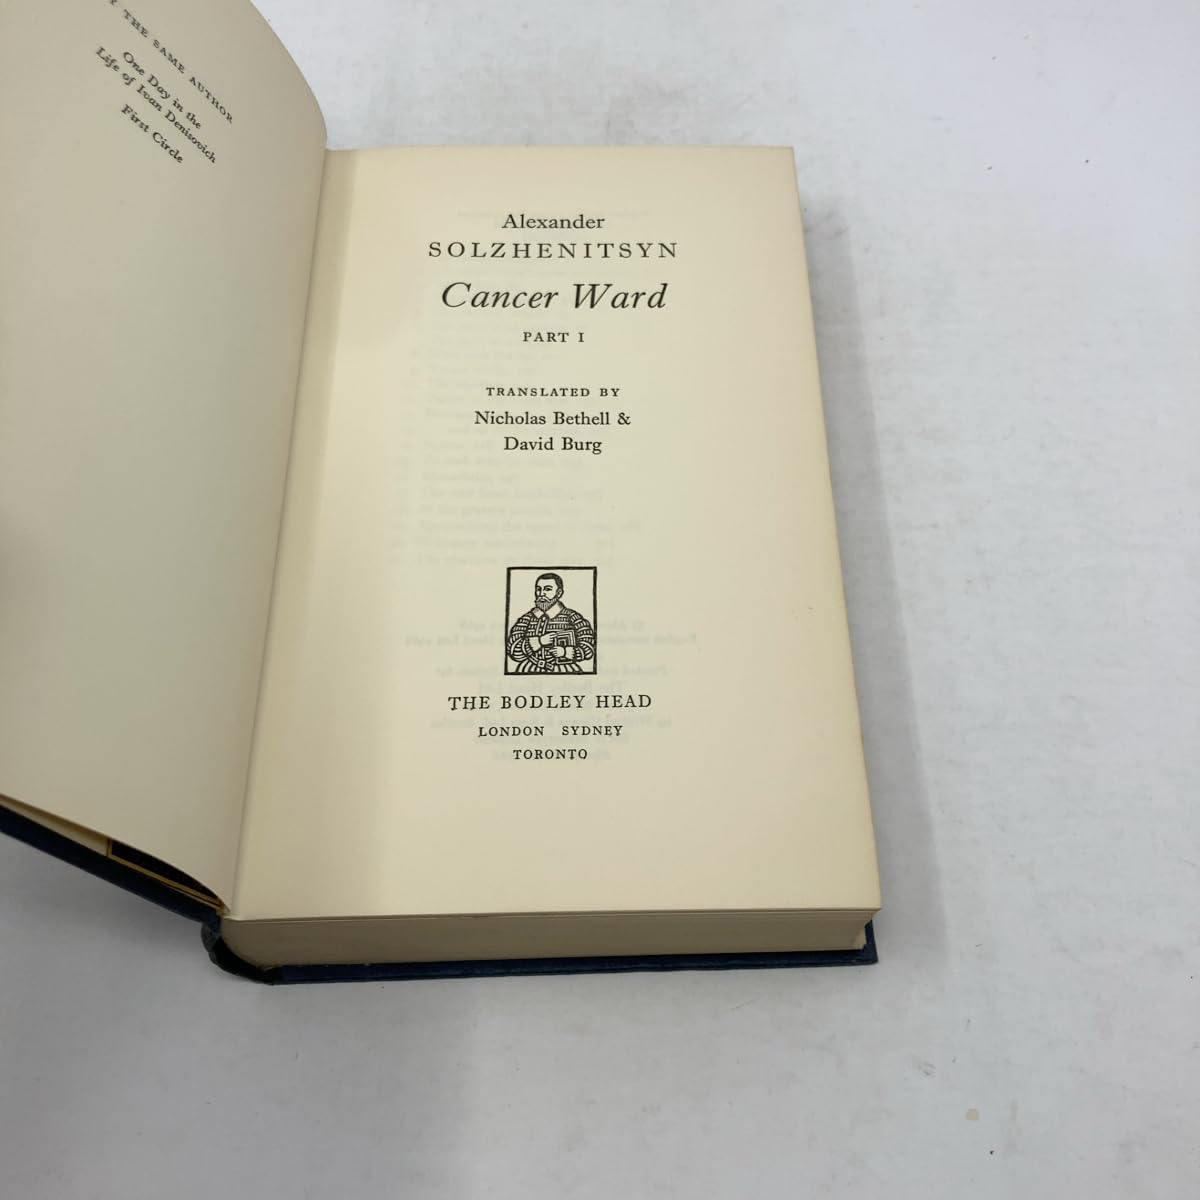 THE SAME AUTHOR
One Day in the
Life of Ivan Denisovich
First Circle
Alexander
SOLZHENITSYN
Cancer Ward
PART I
TRANSLATED BY
Nicholas Bethell &
David Burg
THE BODLEY HEAD
LONDON SYDNEY
TORONTO